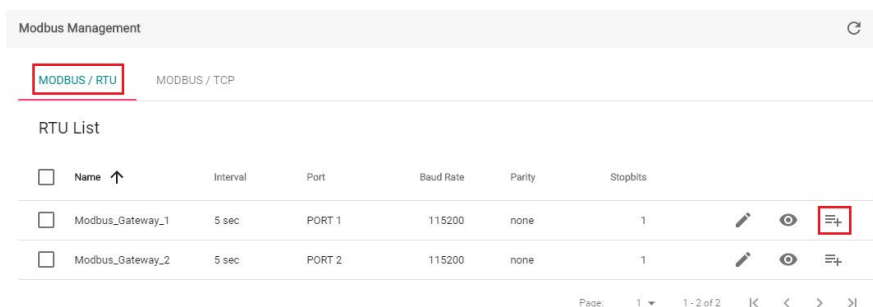 Modbus Management
MODBUS / RTU MODBUS / TCP
RTU List
Name Interval Port Baud Rate Parity Stopbits
Modbus_Gateway_1 5 sec PORT 1 115200 none 1
Modbus_Gateway_2 5 sec PORT 2 115200 none 1
Page: 1 1 - 2 of 2